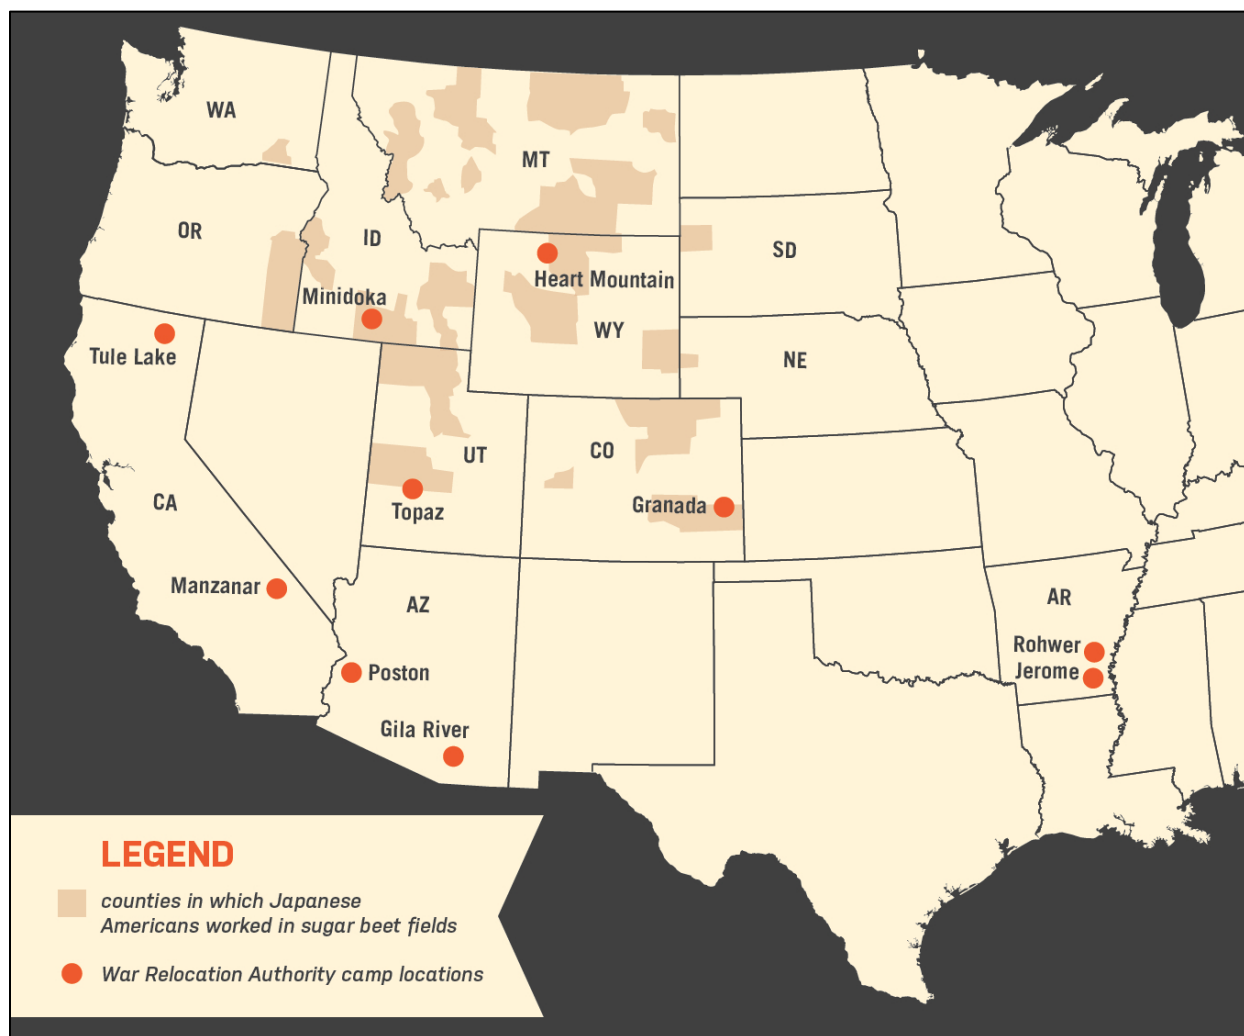 WA
MT
OR
ID
SD
Heart Mountain
Minidoka
WY
Tule Lake
NE
CO
UT
CA
Granada
Topaz
Manzanar
AZ
AR
Rohwer
Poston
Jerome
Gila River
LEGEND
counties in which Japanese
Americans worked in sugar beet fields
War Relocation Authority camp locations